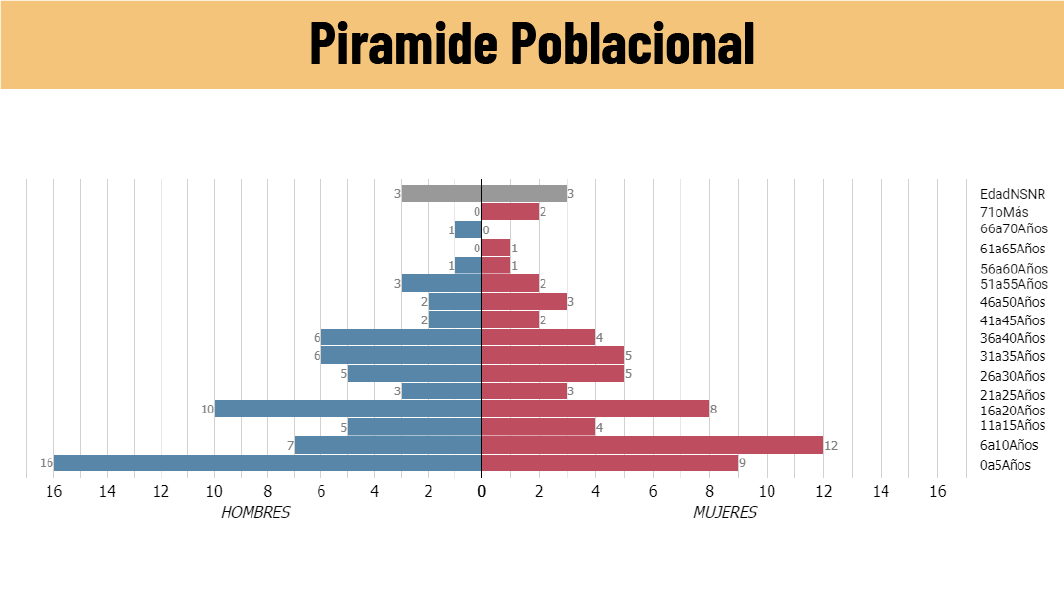 Piramide Poblacional
3 3 EdadNSNR
0 2 71oMás
1 0 66a70Años
0 1 61a65Años
1 1 56a60Años
3 2 51a55Años
2 3 46a50Años
2 2 41a45Años
6 4 36a40Años
6 5 31a35Años
5 5 26a30Años
3 3 21a25Años
10 8 16a20Años
5 4 11a15Años
7 12 6a10Años
16 9 0a5Años
16 14 12 10 8 6 4 2 0 2 4 6 8 10 12 14 16
HOMBRES MUJERES